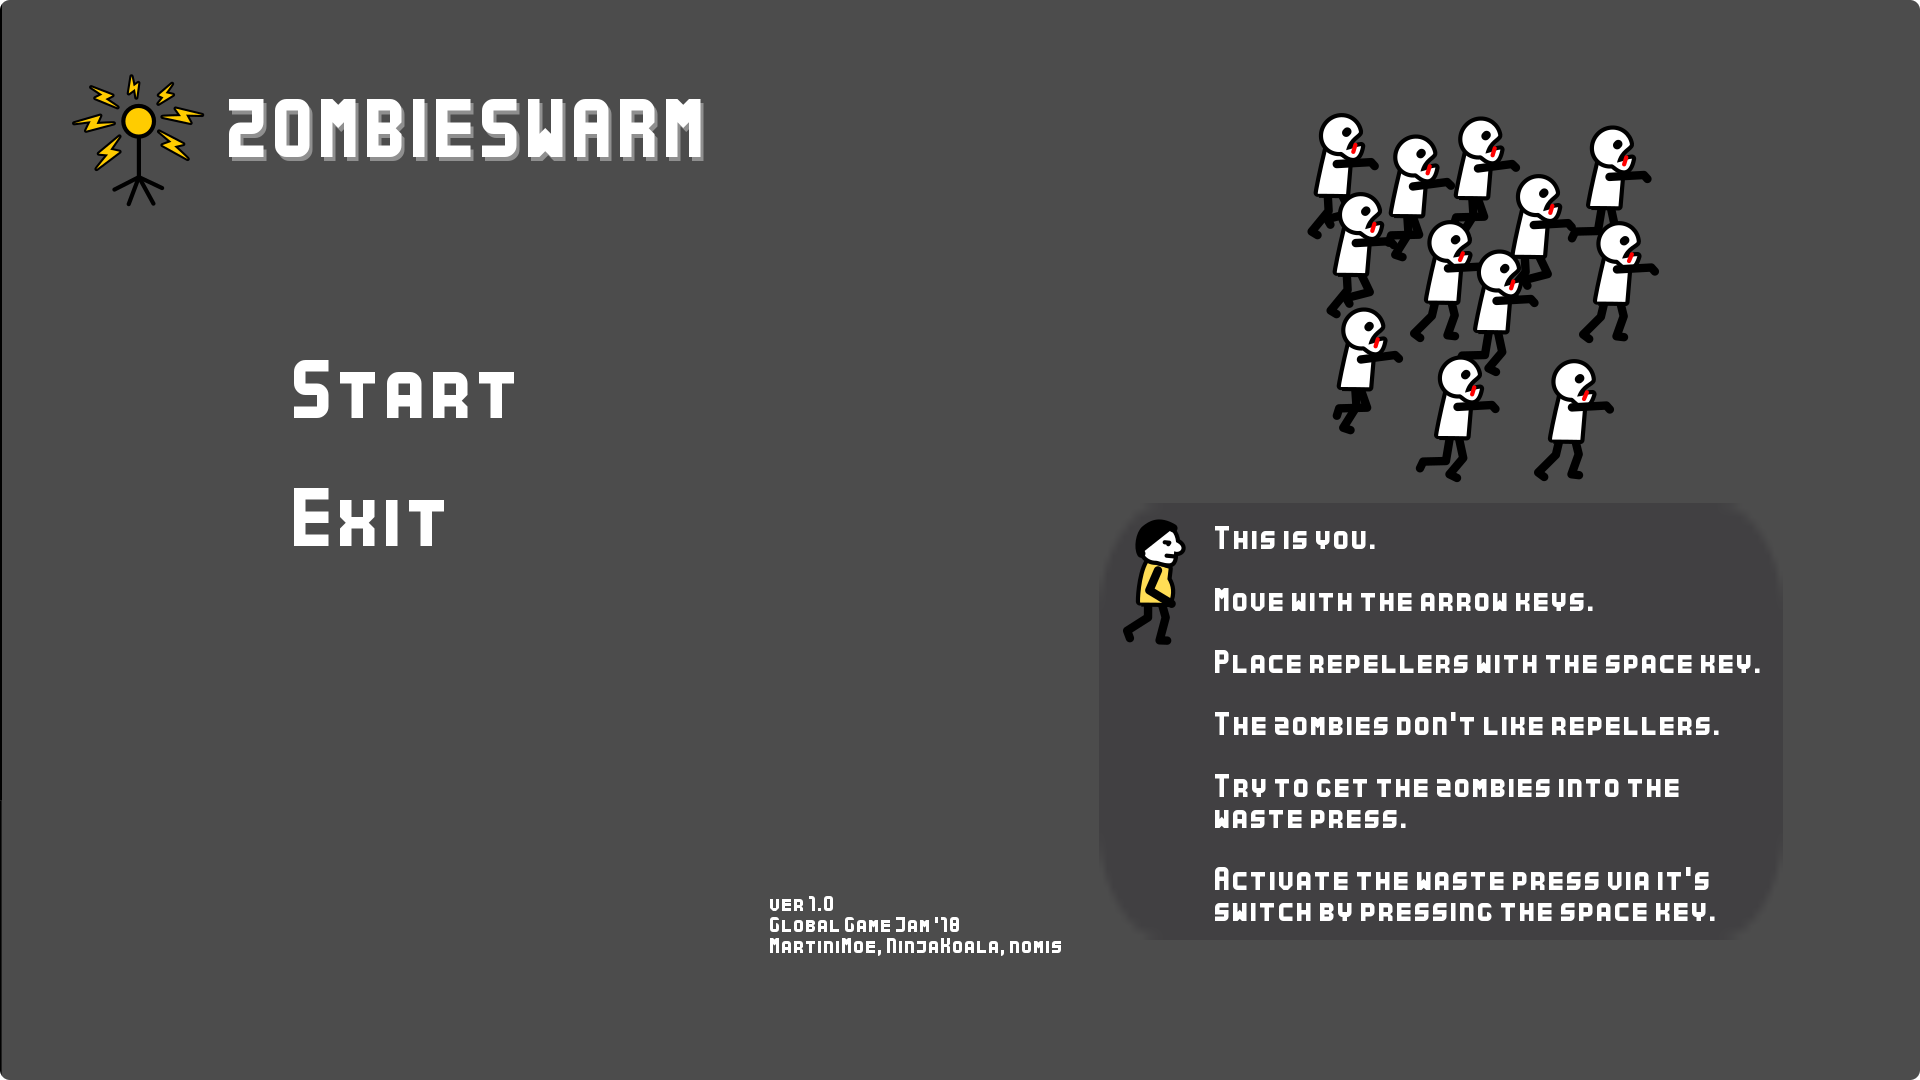 ZOMBIESWARM
Start
Exit
This is you.
Move with the arrow keys.
Place repellers with the space key.
The zombies don't like repellers.
Try to get the zombies into the
waste press.
Activate the waste press via it's
switch by pressing the space key.
ver 1.0
Global Game Jam '18
MartiniMoe, NinjaKoala, nomis